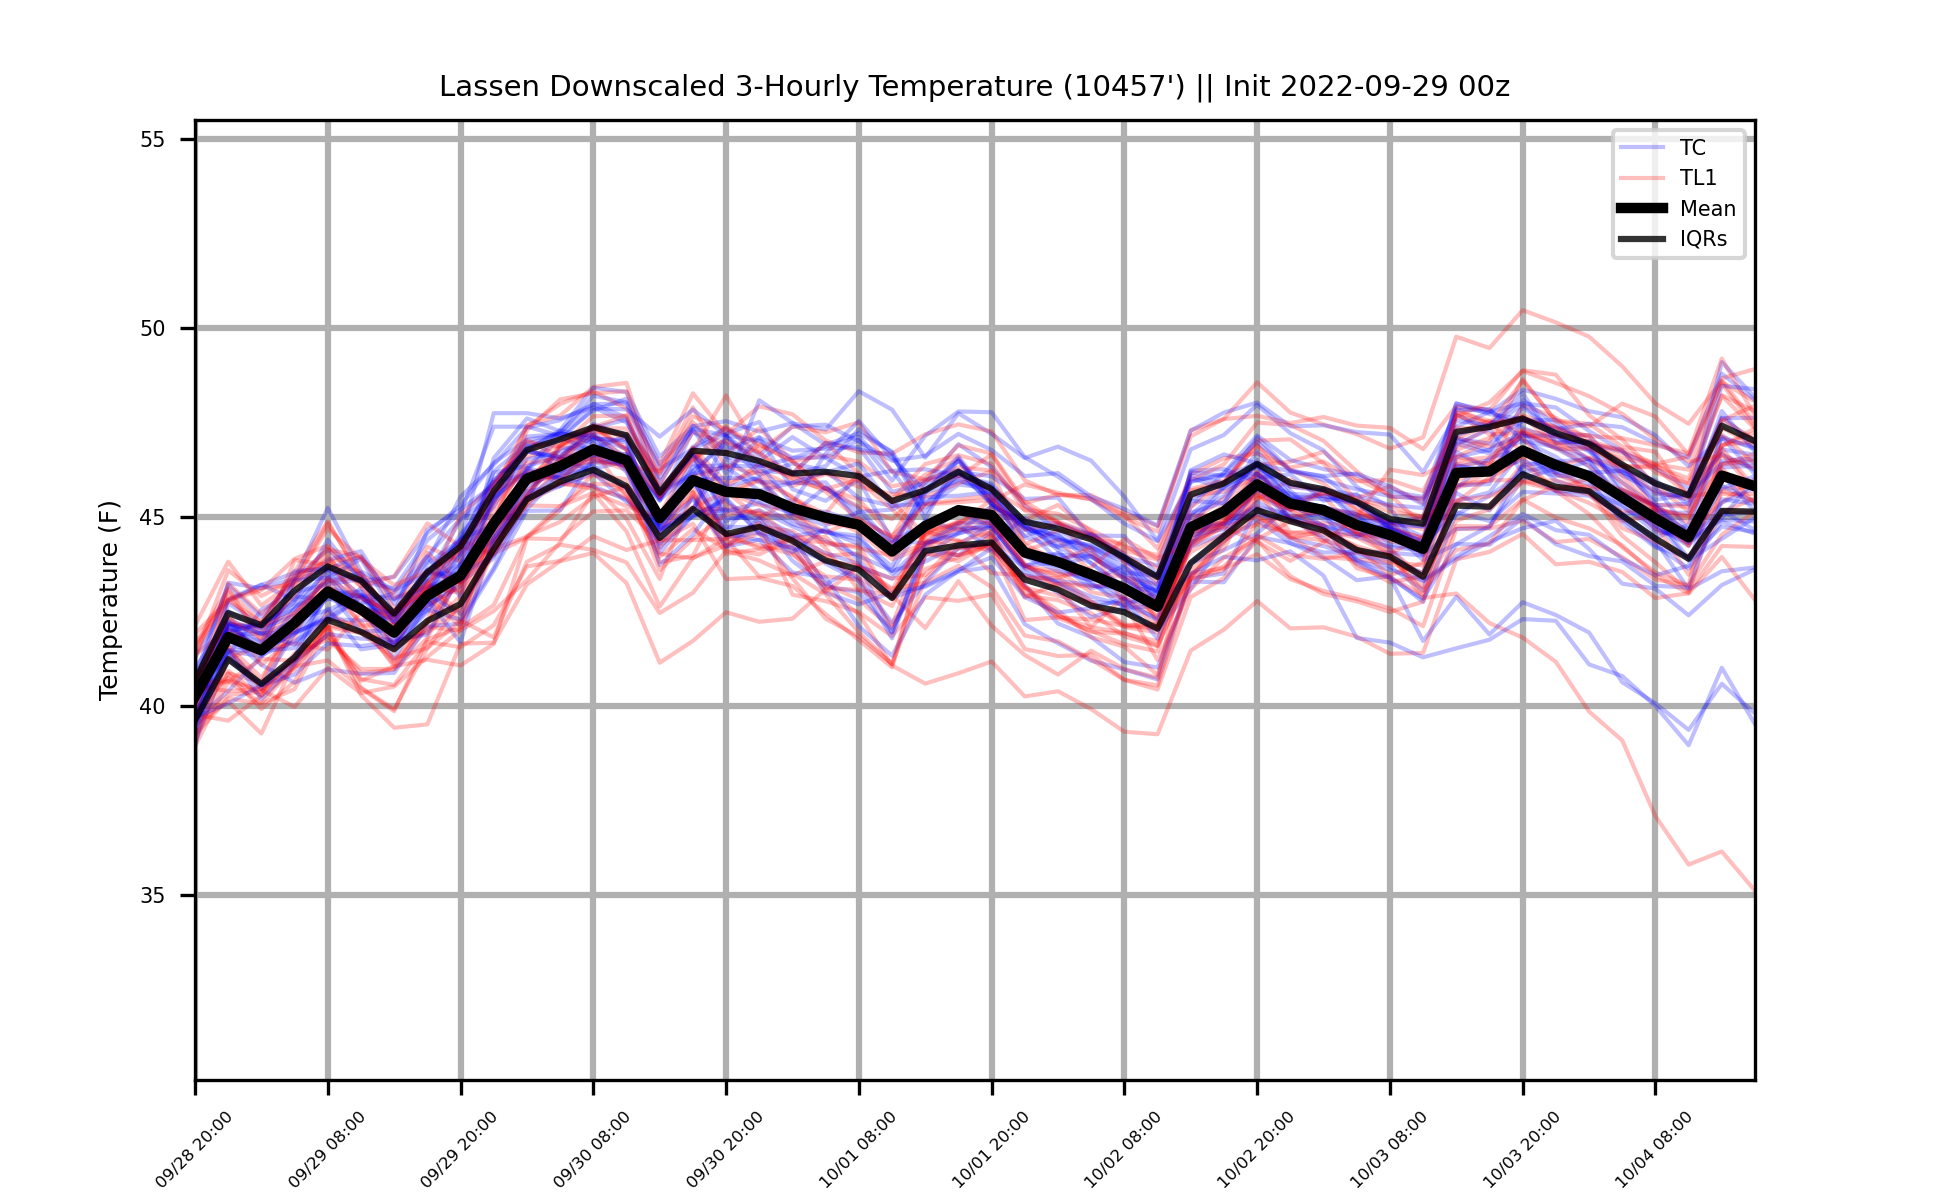 Lassen Downscaled 3-Hourly Temperature (10457') || Init 2022-09-29 00z
TC
TL1
Mean
IQRs
Temperature (F)
55
50
45
40
35
09/28 20:00
09/29 08:00
09/29 20:00
09/30 08:00
09/30 20:00
10/01 08:00
10/01 20:00
10/02 08:00
10/02 20:00
10/03 08:00
10/03 20:00
10/04 08:00